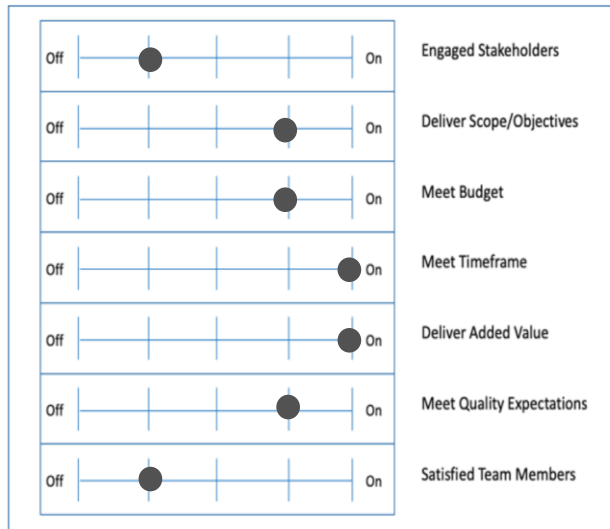 Off On Engaged Stakeholders
Off On Deliver Scope/Objectives
Off On Meet Budget
Off On Meet Timeframe
Off On Deliver Added Value
Off On Meet Quality Expectations
Off On Satisfied Team Members